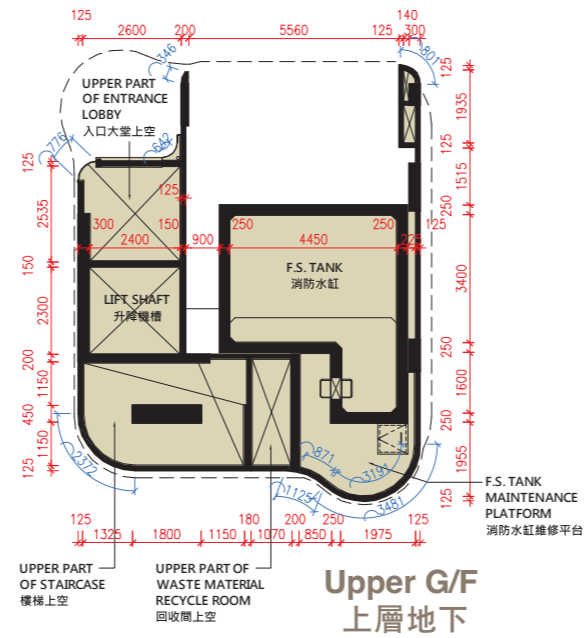 125
140
2600
200
5560
125
300
346
801
UPPER PART
OF ENTRANCE
LOBBY
入口大堂上空
125
1935
776
642
125
125
125
1515
2535
300
150
250
250
250
125
2400
900
4450
225
150
F.S. TANK
消防水缸
3400
2300
LIFT SHAFT
升降機槽
200
250
1150
1600
450
250
1150
871
3191
1955
2372
125
1125
3481
125
F.S. TANK
MAINTENANCE
PLATFORM
消防水缸維修平台
125
180
200
250
125
1325
1800
1150
1070
850
1975
UPPER PART
OF STAIRCASE
樓梯上空
UPPER PART OF
WASTE MATERIAL
RECYCLE ROOM
回收間上空
Upper G/F
上層地下